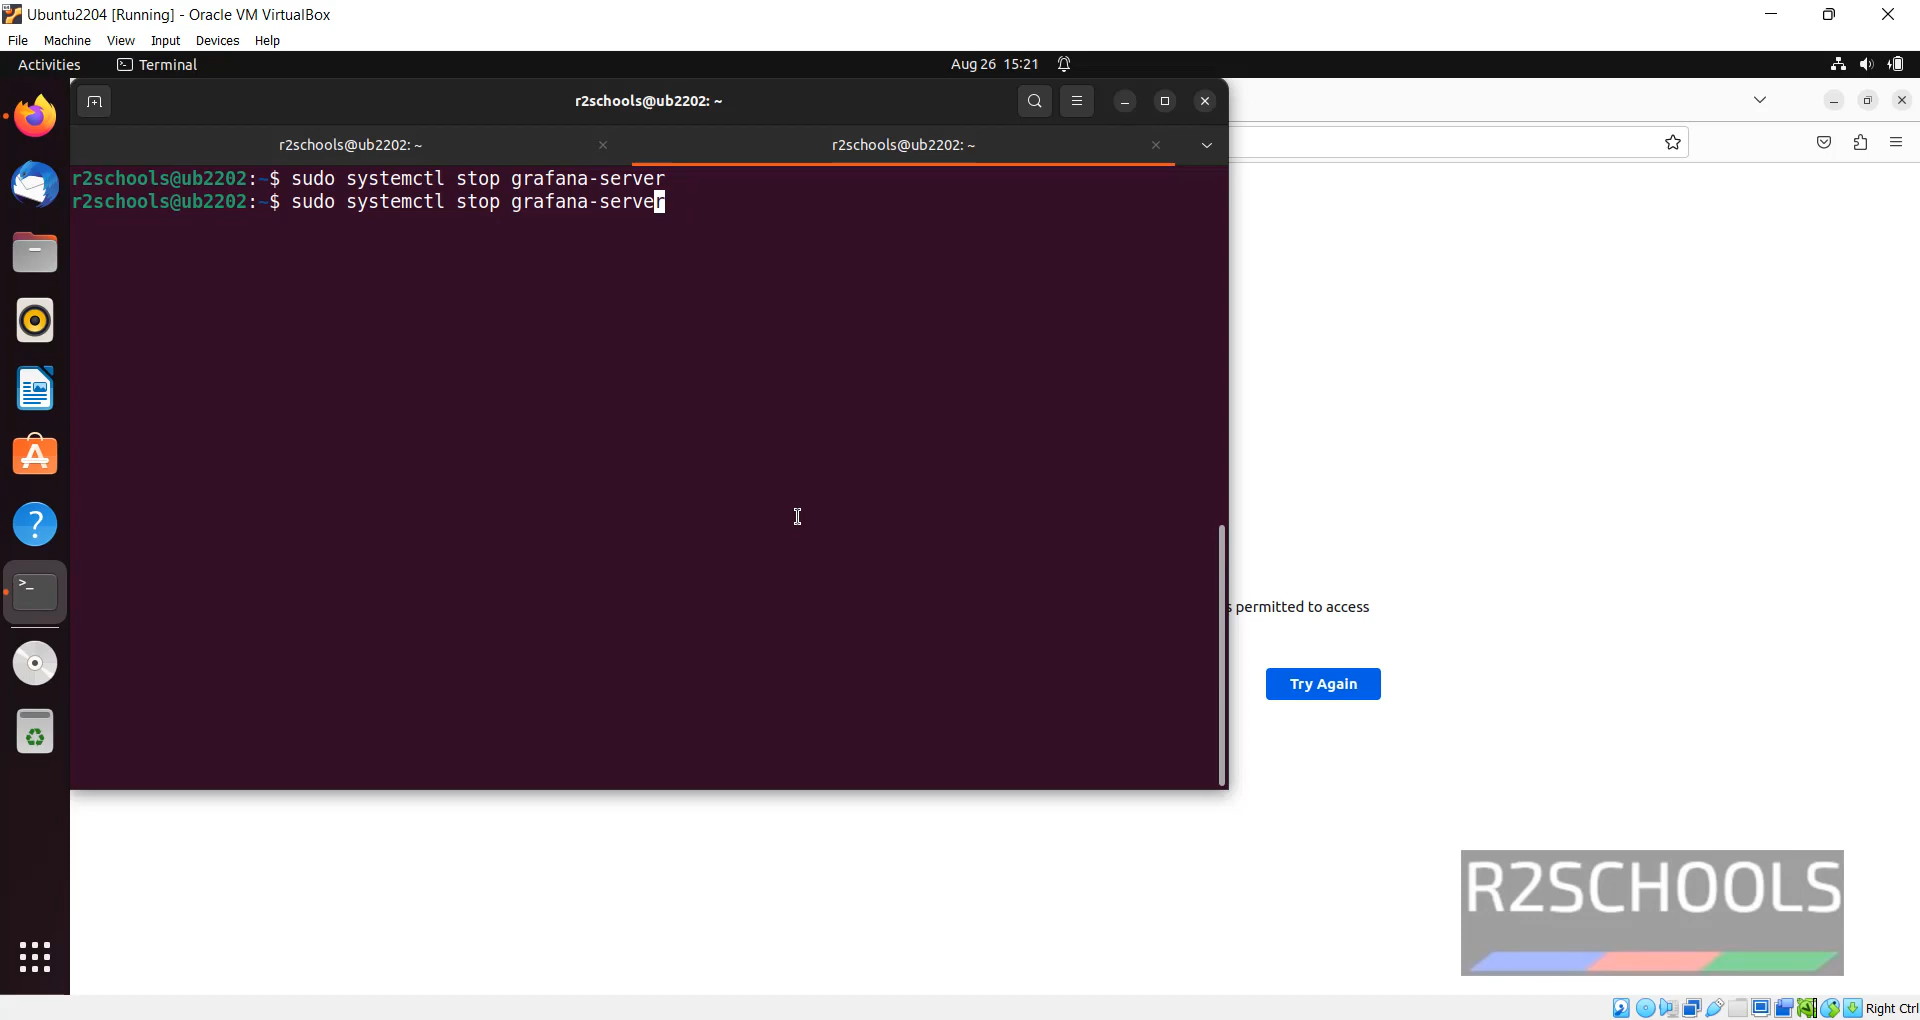 Ubuntu2204 [Running] - Oracle VM VirtualBox
File Machine View Input Devices Help
Activities Terminal Aug 26 15:21
r2schools@ub2202: ~
r2schools@ub2202: ~ r2schools@ub2202: ~
r2schools@ub2202:~$ sudo systemctl stop grafana-server
r2schools@ub2202:~$ sudo systemctl stop grafana-server
permitted to access
Try Again
R2SCHOOLS
Right Ctrl